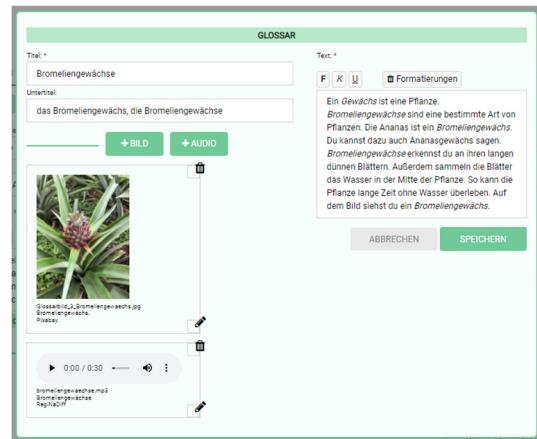 GLOSSAR
Titel: *
Bromeliengewächse
Untertitel:
das Bromeliengewächs, die Bromeliengewächse
+ BILD
+ AUDIO
Glossarbild_3_Bromeliengewaechs.jpg
Bromeliengewächs.
Pixabay.
0:00 / 0:30
bromeliengewaechse.mp3
Bromeliengewächse
RegiNaDiff
Text: *
F K U Formatierungen
Ein Gewächs ist eine Pflanze.
Bromeliengewächse sind eine bestimmte Art von
Pflanzen. Die Ananas ist ein Bromeliengewächs.
Du kannst dazu auch Ananasgewächs sagen.
Bromeliengewächse erkennst du an ihren langen
dünnen Blättern. Außerdem sammeln die Blätter
das Wasser in der Mitte der Pflanze. So kann die
Pflanze lange Zeit ohne Wasser überleben. Auf
dem Bild siehst du ein Bromeliengewächs.
ABBRECHEN
SPEICHERN